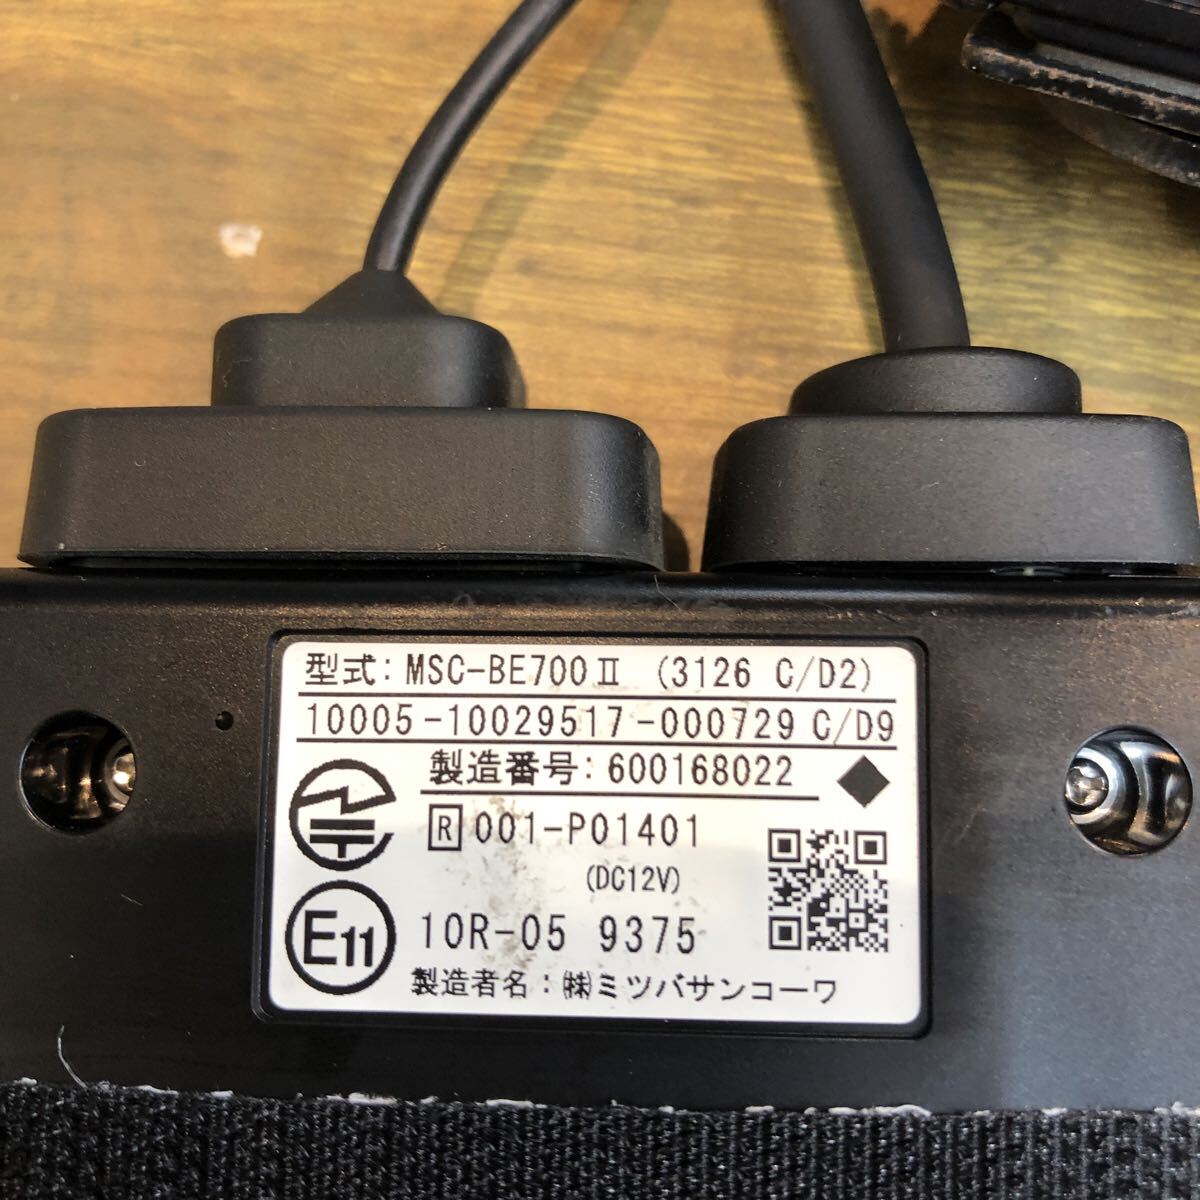 型式: MSC-BE700Ⅱ (3126 C/D2)
10005-10029517-000729 C/D9
製造番号: 600168022
R 001-P01401
(DC12V)
E11 10R-05 9375
製造者名: ㈱ミツバサンコーワ